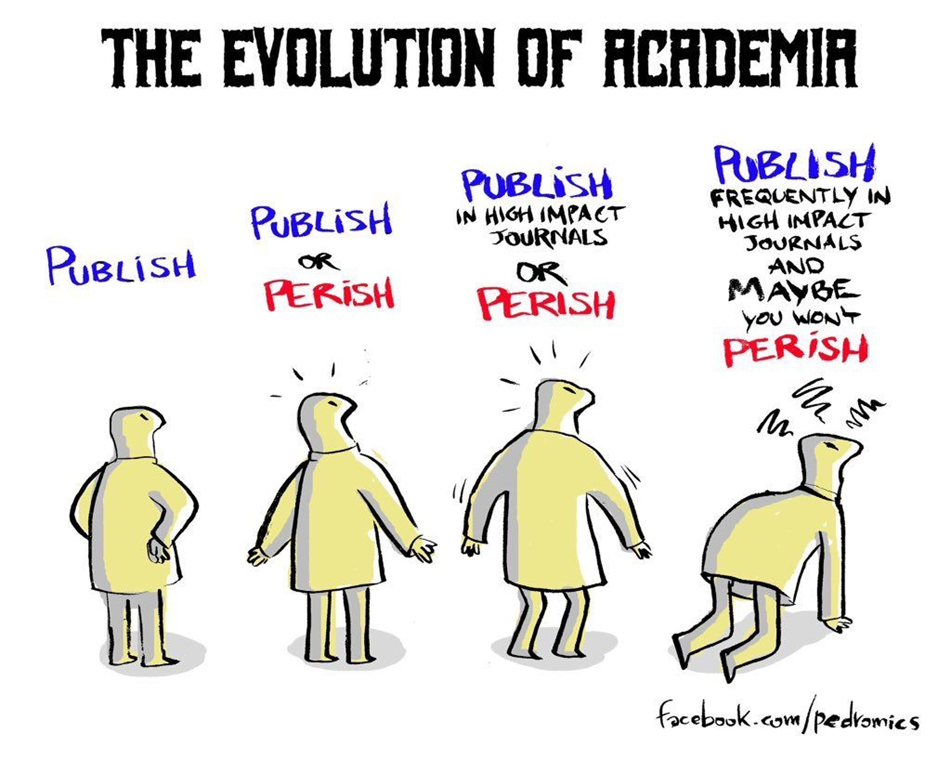 THE EVOLUTION OF ACADEMIA
PUBLISH
PUBLISH
OR
PERISH
PUBLISH
IN HIGH IMPACT
JOURNALS
OR
PERISH
PUBLISH
FREQUENTLY IN
HIGH IMPACT
JOURNALS
AND
MAYBE
YOU WON'T
PERISH
facebook.com/pedromics